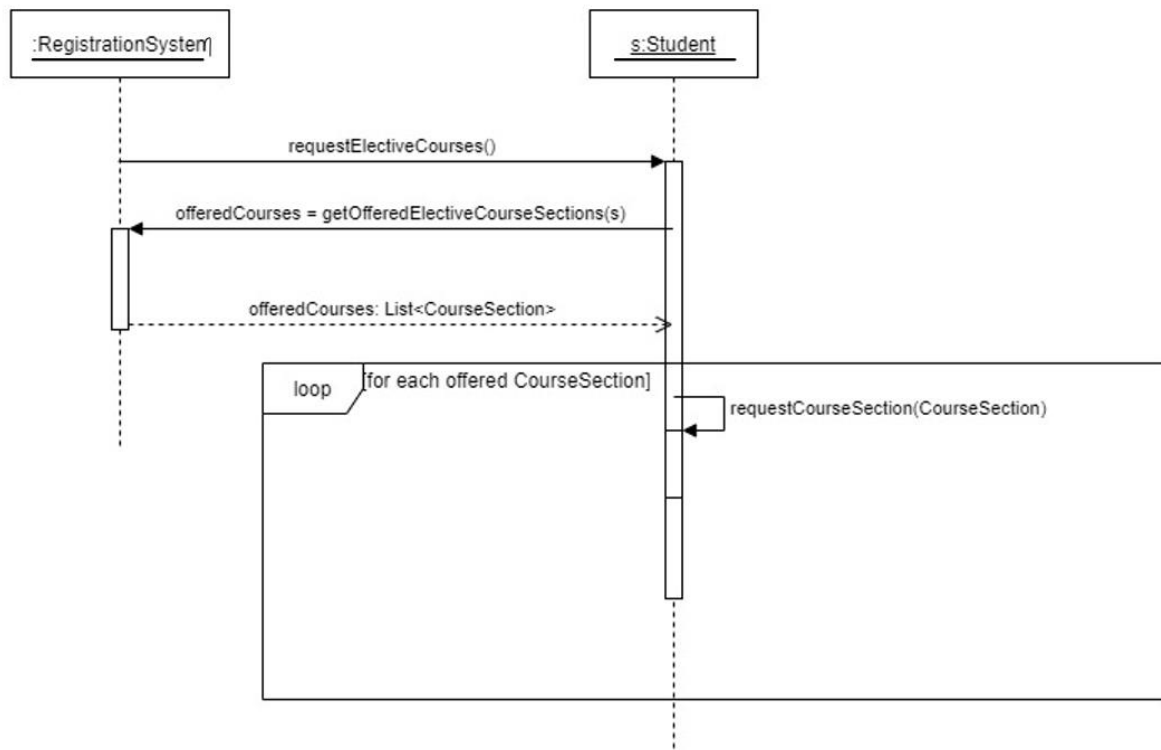 :RegistrationSystem
s:Student
requestElectiveCourses()
offeredCourses = getOfferedElectiveCourseSections(s)
offeredCourses: List<CourseSection>
loop
[for each offered CourseSection]
requestCourseSection(CourseSection)